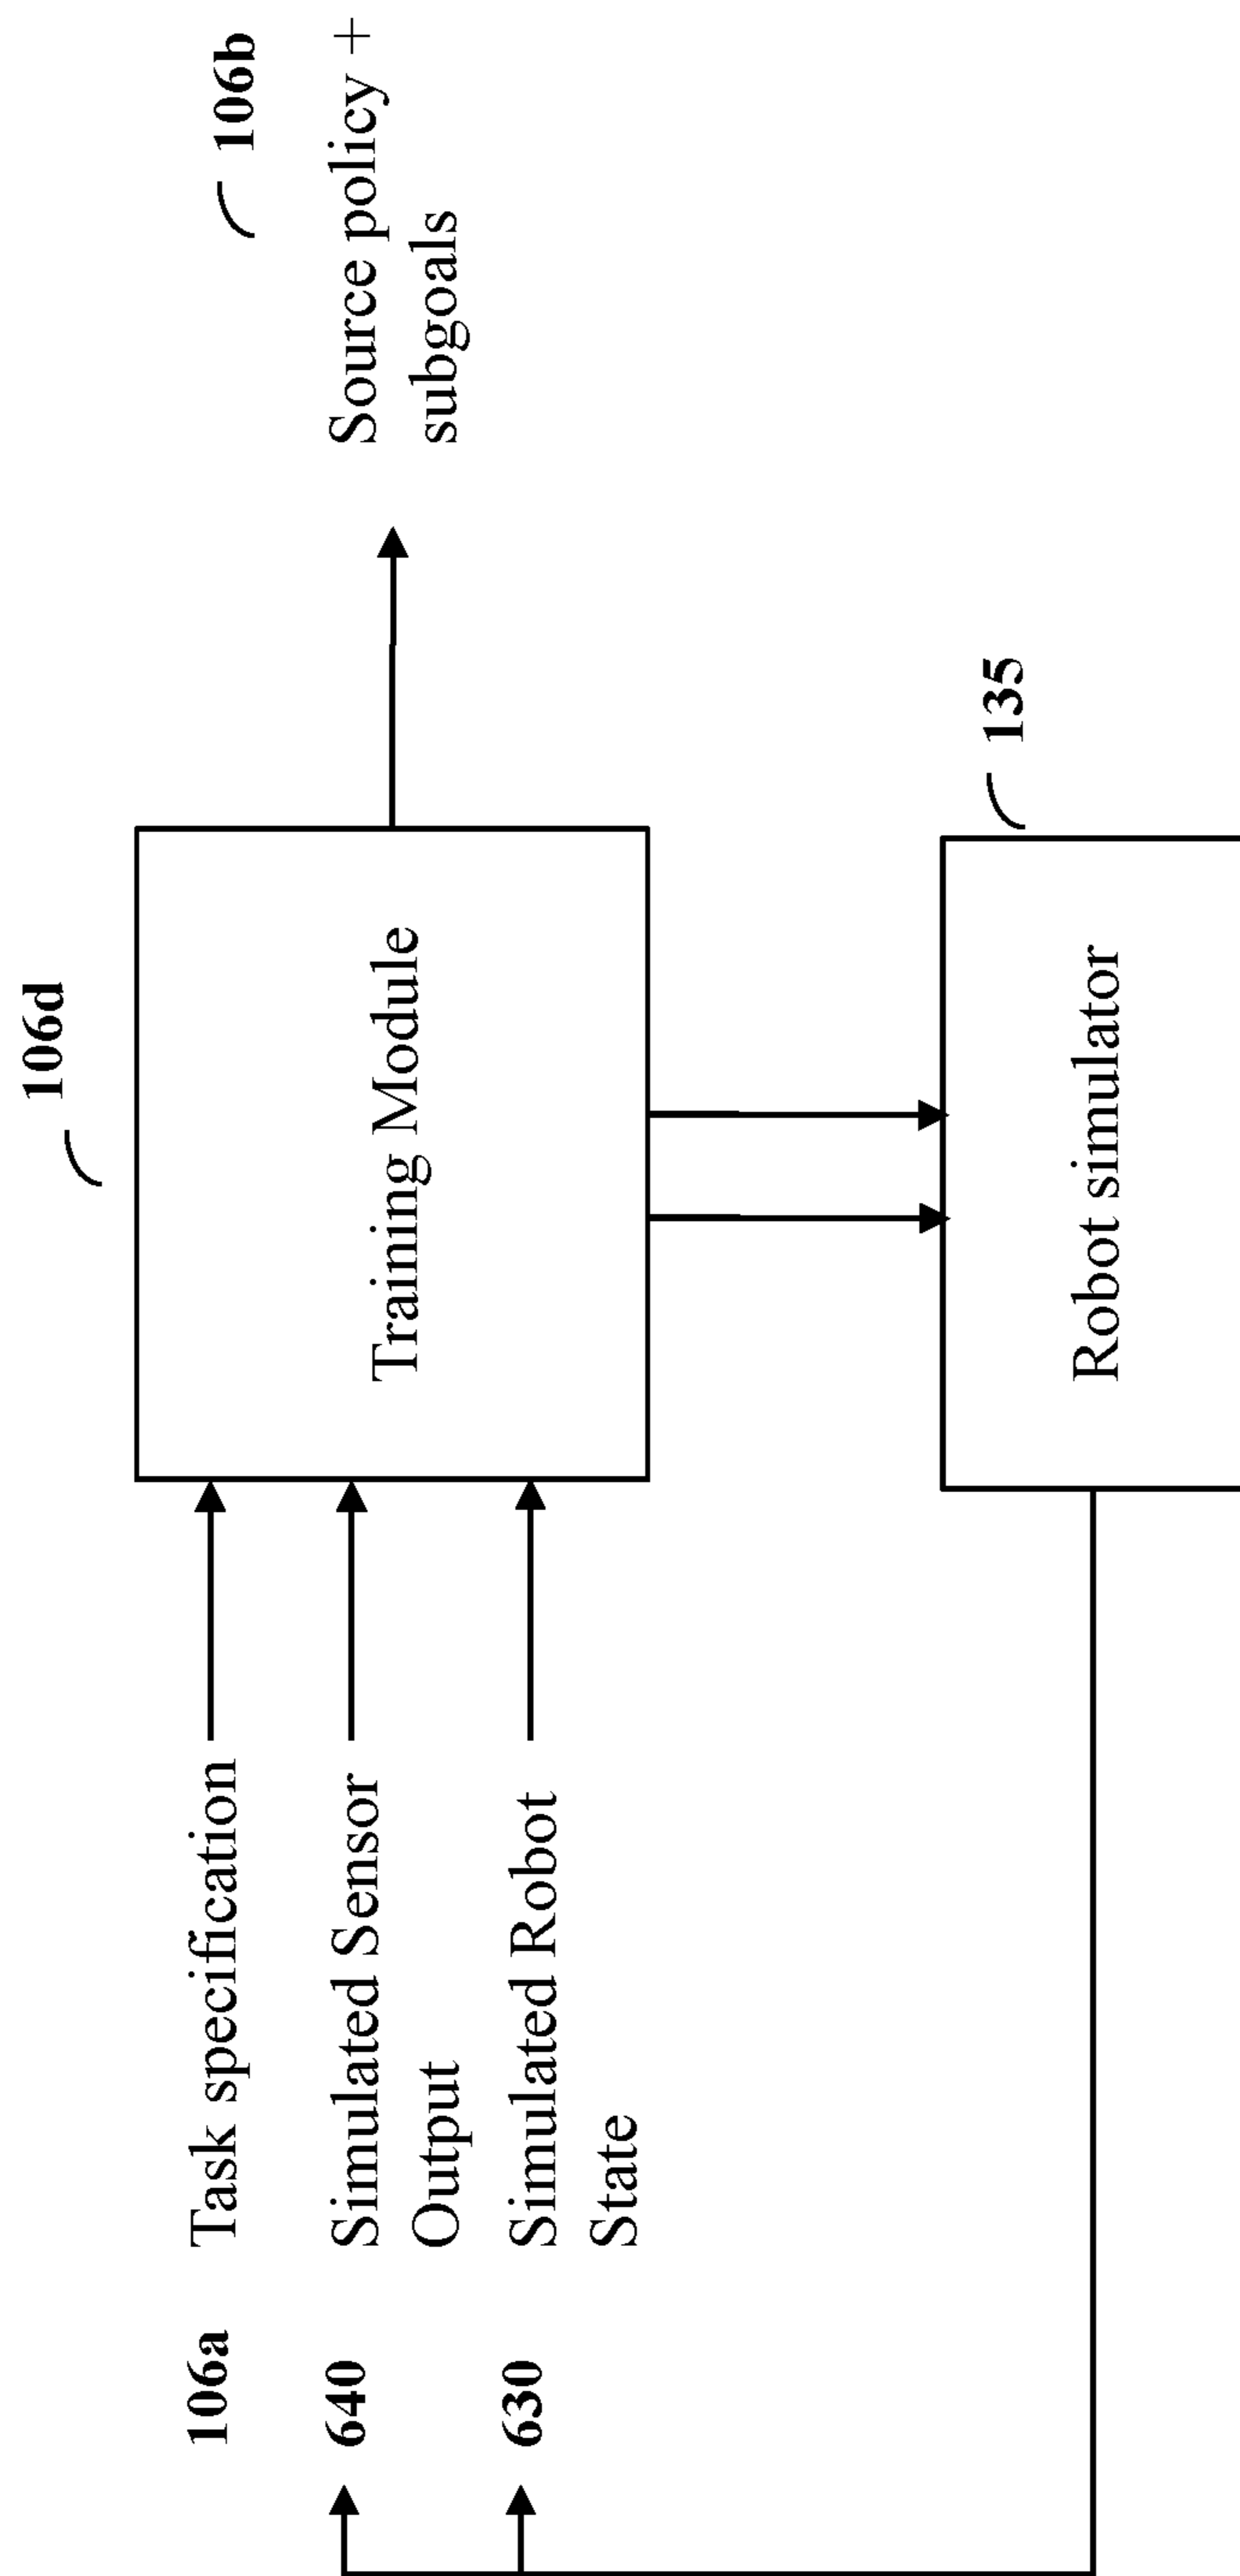 106d
106b
106a Task specification
640 Simulated Sensor
Output
630 Simulated Robot
State
Training Module
Source policy +
subgoals
135
Robot simulator